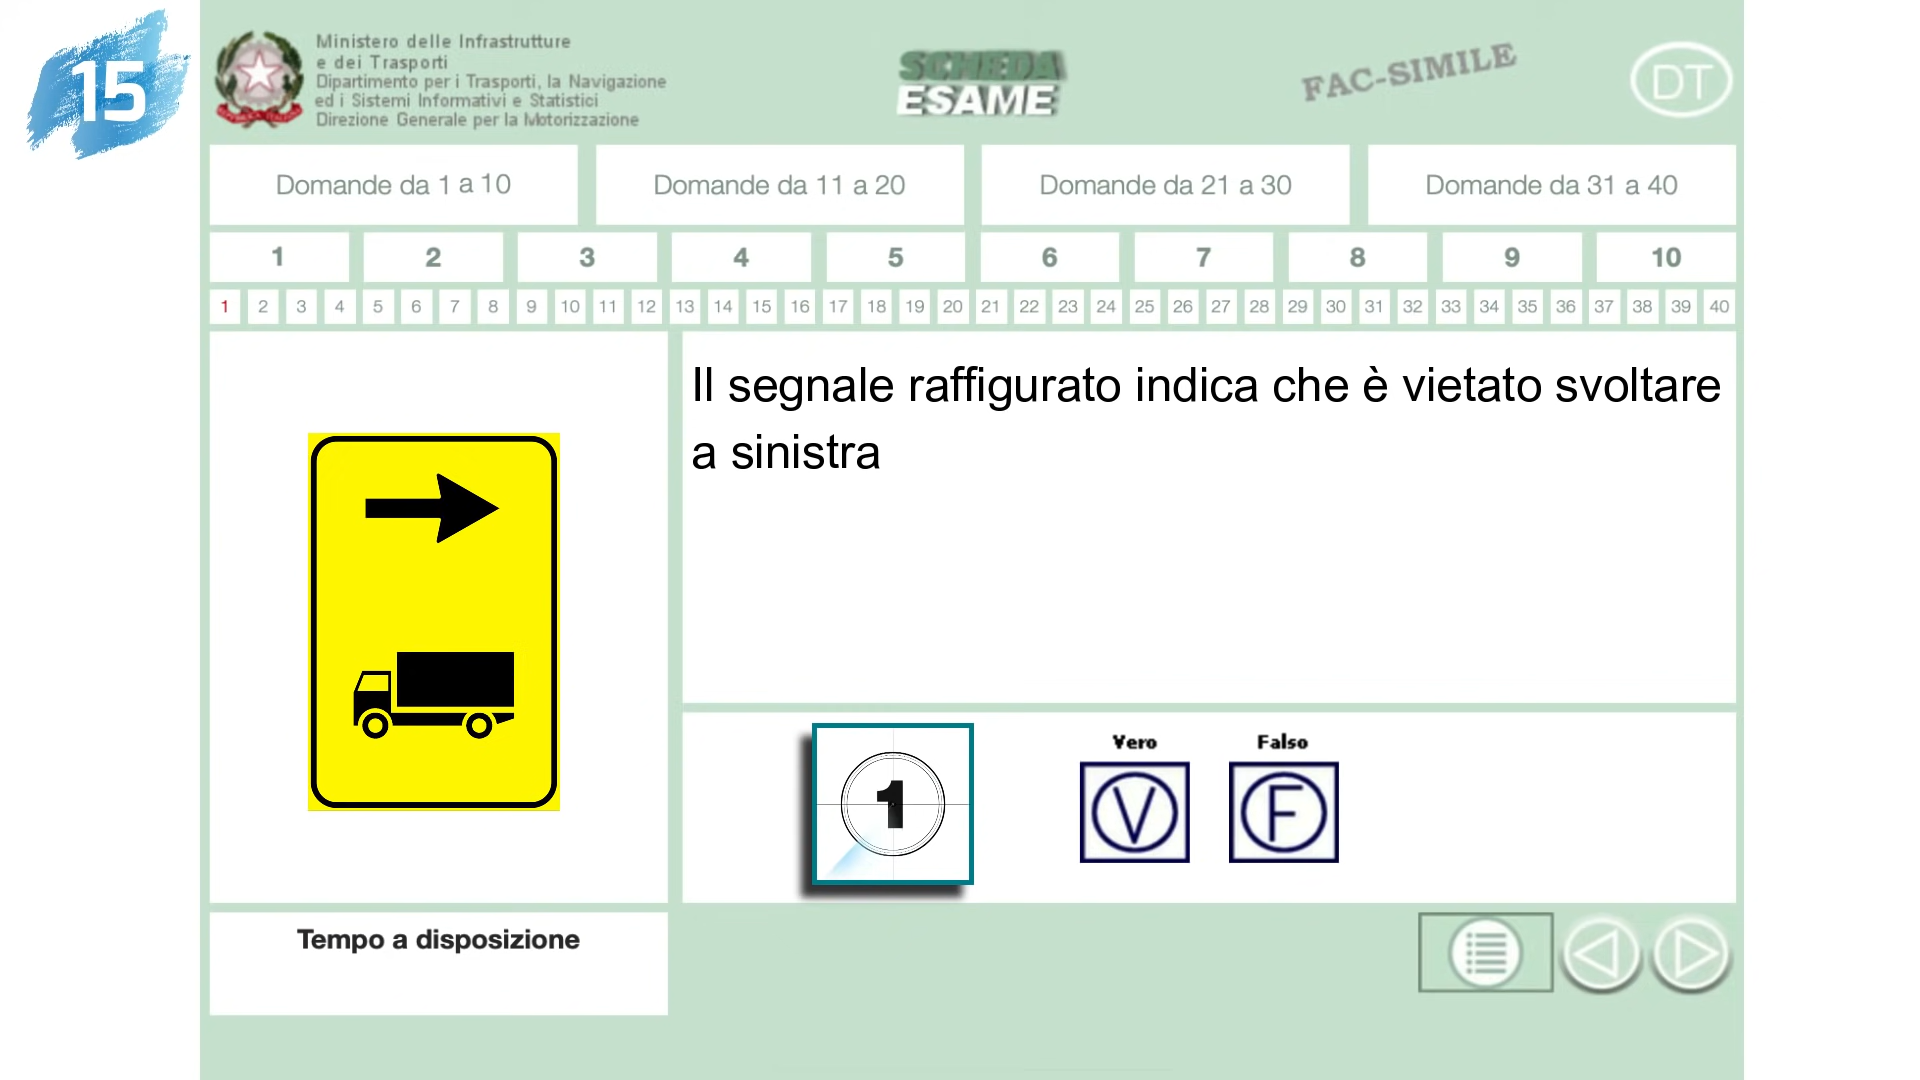 15
Ministero delle Infrastrutture
e dei Trasporti
Dipartimento per i Trasporti, la Navigazione
ed i Sistemi Informativi e Statistici
Direzione Generale per la Motorizzazione
SCHEDA
ESAME
FAC-SIMILE
DT
Domande da 1 a 10
Domande da 11 a 20
Domande da 21 a 30
Domande da 31 a 40
1 2 3 4 5 6 7 8 9 10
1 2 3 4 5 6 7 8 9 10 11 12 13 14 15 16 17 18 19 20 21 22 23 24 25 26 27 28 29 30 31 32 33 34 35 36 37 38 39 40
Il segnale raffigurato indica che è vietato svoltare
a sinistra
1
Vero
Falso
V
F
Tempo a disposizione